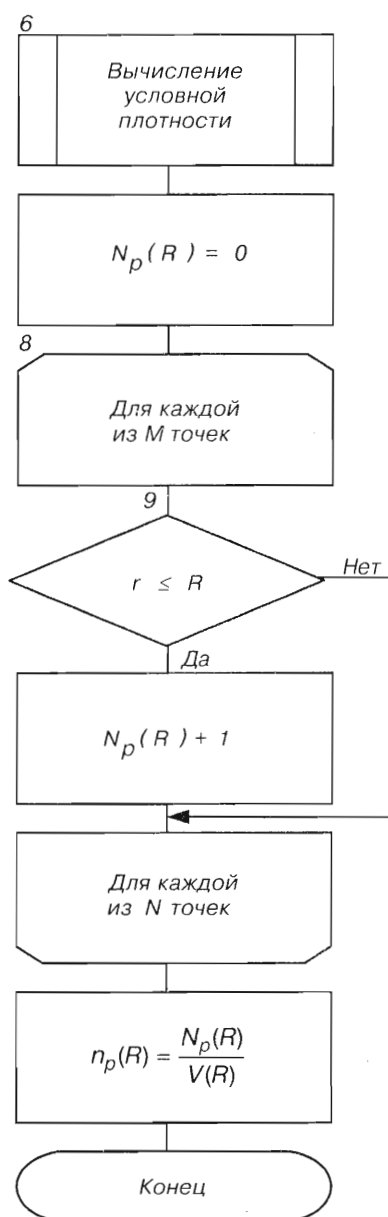 6
Вычисление
условной
плотности
N_p(R) = 0
8
Для каждой
из M точек
9
r ≤ R
Нет
Да
N_p(R) + 1
Для каждой
из N точек
n_p(R) = N_p(R) / V(R)
Конец